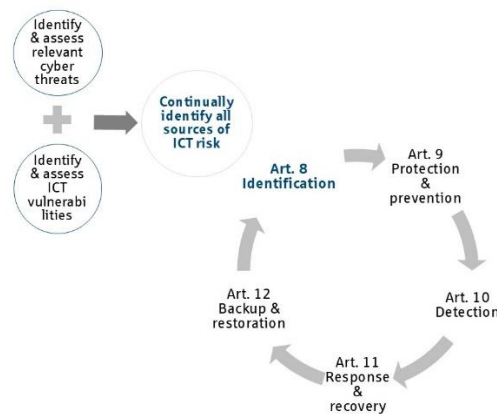 Identify
& assess
relevant
cyber
threats
Identify
& assess
ICT
vulnerabi
lities
Continually
identify all
sources of
ICT risk
Art. 8
Identification
Art. 9
Protection
&
prevention
Art. 10
Detection
Art. 11
Response
&
recovery
Art. 12
Backup &
restoration